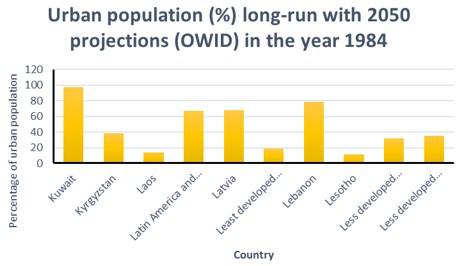 Urban population (%) long-run with 2050
projections (OWID) in the year 1984
Percentage of urban population
120
100
80
60
40
20
0
Kuwait
Kyrgyzstan
Laos
Latin America and...
Latvia
Least developed...
Lebanon
Lesotho
Less developed...
Less developed...
Country